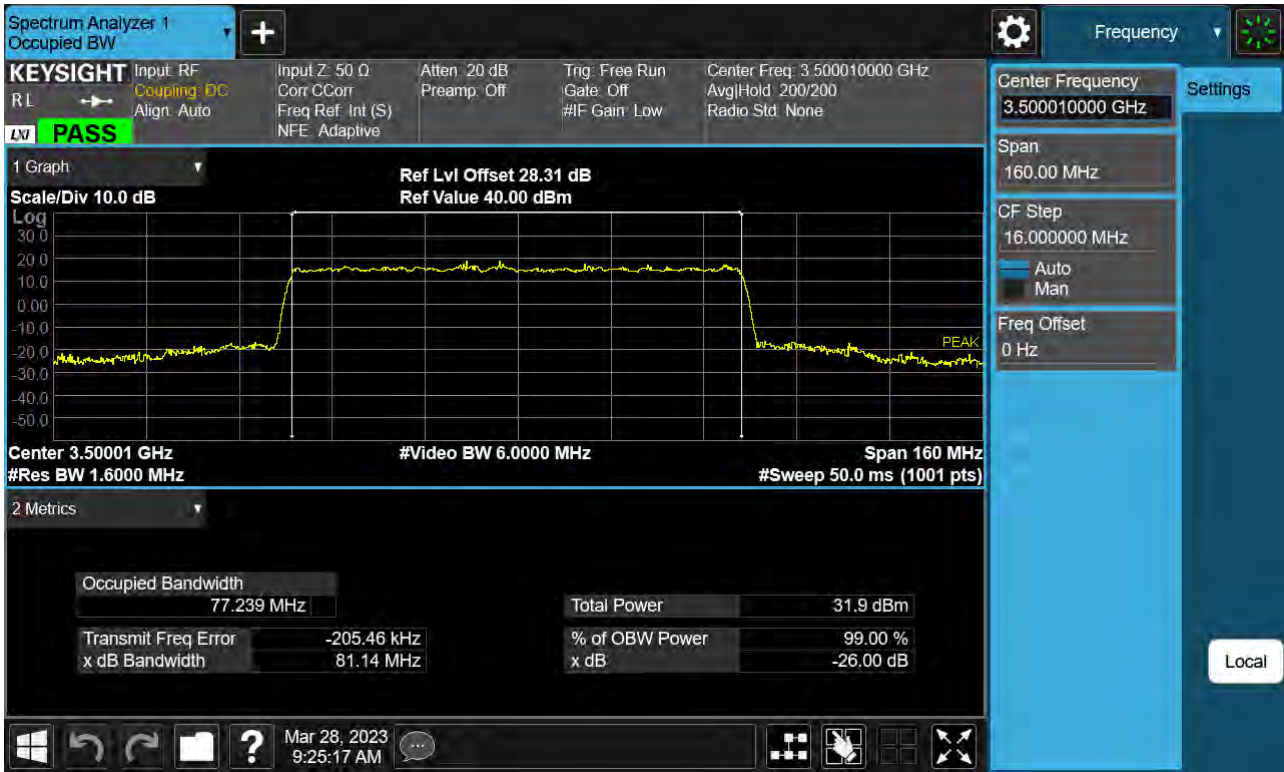 Spectrum Analyzer 1
Occupied BW
+
Frequency
KEYSIGHT
RL
LXI
PASS
Input: RF
Coupling: DC
Align: Auto
Input Z: 50 Ω
Corr CCorr
Freq Ref: Int (S)
NFE: Adaptive
Atten: 20 dB
Preamp: Off
Trig: Free Run
Gate: Off
#IF Gain: Low
Center Freq: 3.500010000 GHz
Avg|Hold: 200/200
Radio Std: None
Center Frequency
3.500010000 GHz
Settings
Span
160.00 MHz
CF Step
16.000000 MHz
Auto
Man
Freq Offset
0 Hz
1 Graph
Scale/Div 10.0 dB
Ref Lvl Offset 28.31 dB
Ref Value 40.00 dBm
Log
30.0
20.0
10.0
0.00
-10.0
-20.0
-30.0
-40.0
-50.0
PEAK
Center 3.50001 GHz
#Video BW 6.0000 MHz
Span 160 MHz
#Res BW 1.6000 MHz
#Sweep 50.0 ms (1001 pts)
2 Metrics
Occupied Bandwidth
77.239 MHz
Total Power 31.9 dBm
Transmit Freq Error -205.46 kHz
% of OBW Power 99.00 %
x dB Bandwidth 81.14 MHz
x dB -26.00 dB
Local
?
Mar 28, 2023
9:25:17 AM